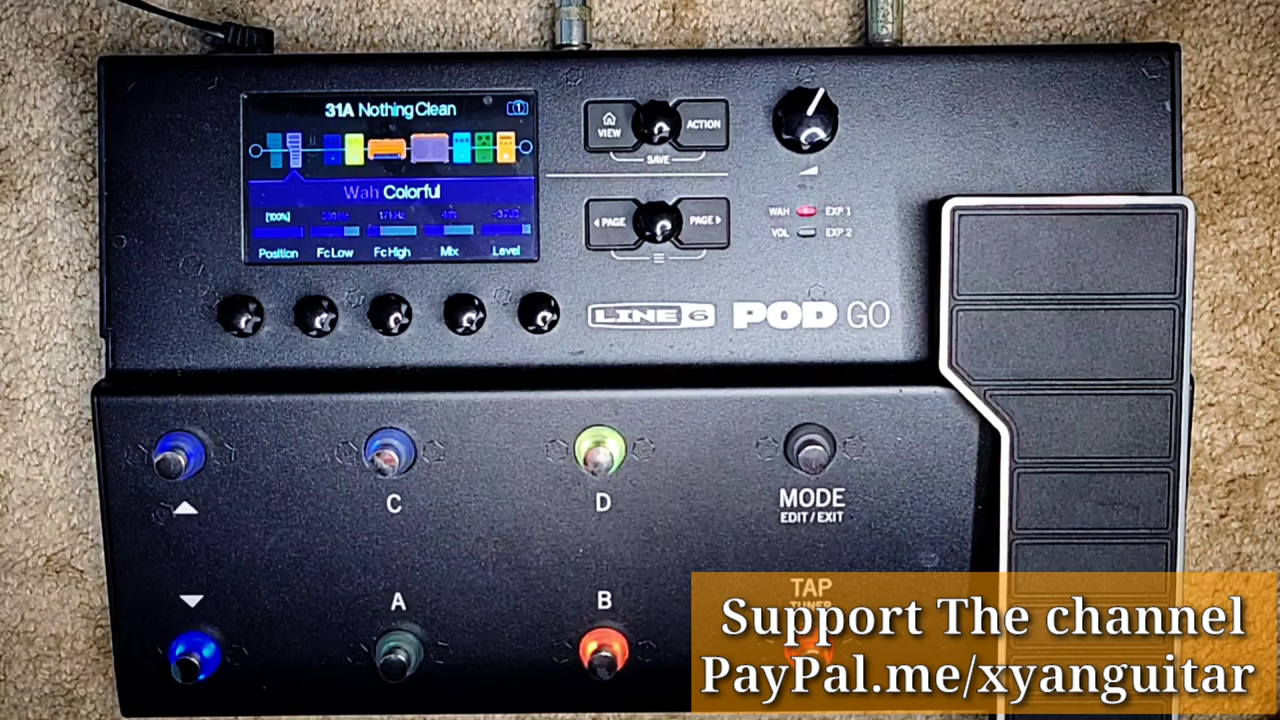 31A Nothing Clean
1
Wah Colorful
[100%]
Position
Fc Low
Fc High
Mix
Level
VIEW
ACTION
SAVE
PAGE
PAGE
WAH EXP 1
VOL EXP 2
LINE 6 POD GO
C
D
MODE
EDIT / EXIT
A
B
TAP
TUNER
Support The channel
PayPal.me/xyanguitar